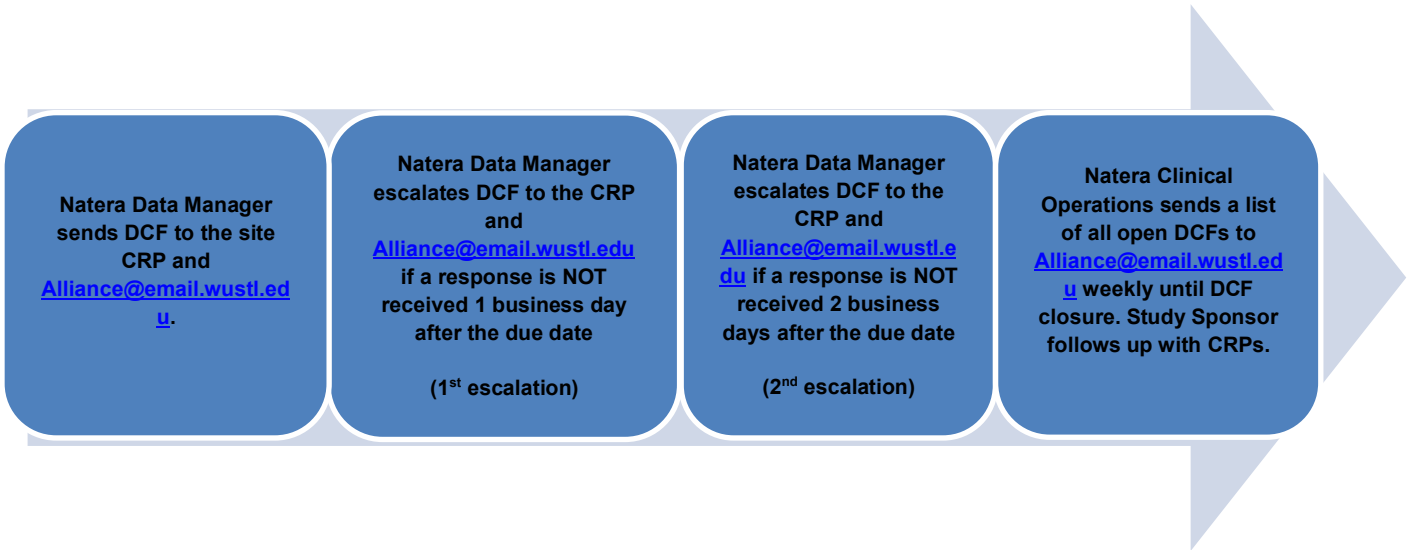 Natera Data Manager
sends DCF to the site
CRP and
Alliance@email.wustl.ed
u.
Natera Data Manager
escalates DCF to the CRP
and
Alliance@email.wustl.edu
if a response is NOT
received 1 business day
after the due date
(1st escalation)
Natera Data Manager
escalates DCF to the
CRP and
Alliance@email.wustl.e
du if a response is NOT
received 2 business
days after the due date
(2nd escalation)
Natera Clinical
Operations sends a list
of all open DCFs to
Alliance@email.wustl.ed
u weekly until DCF
closure. Study Sponsor
follows up with CRPs.